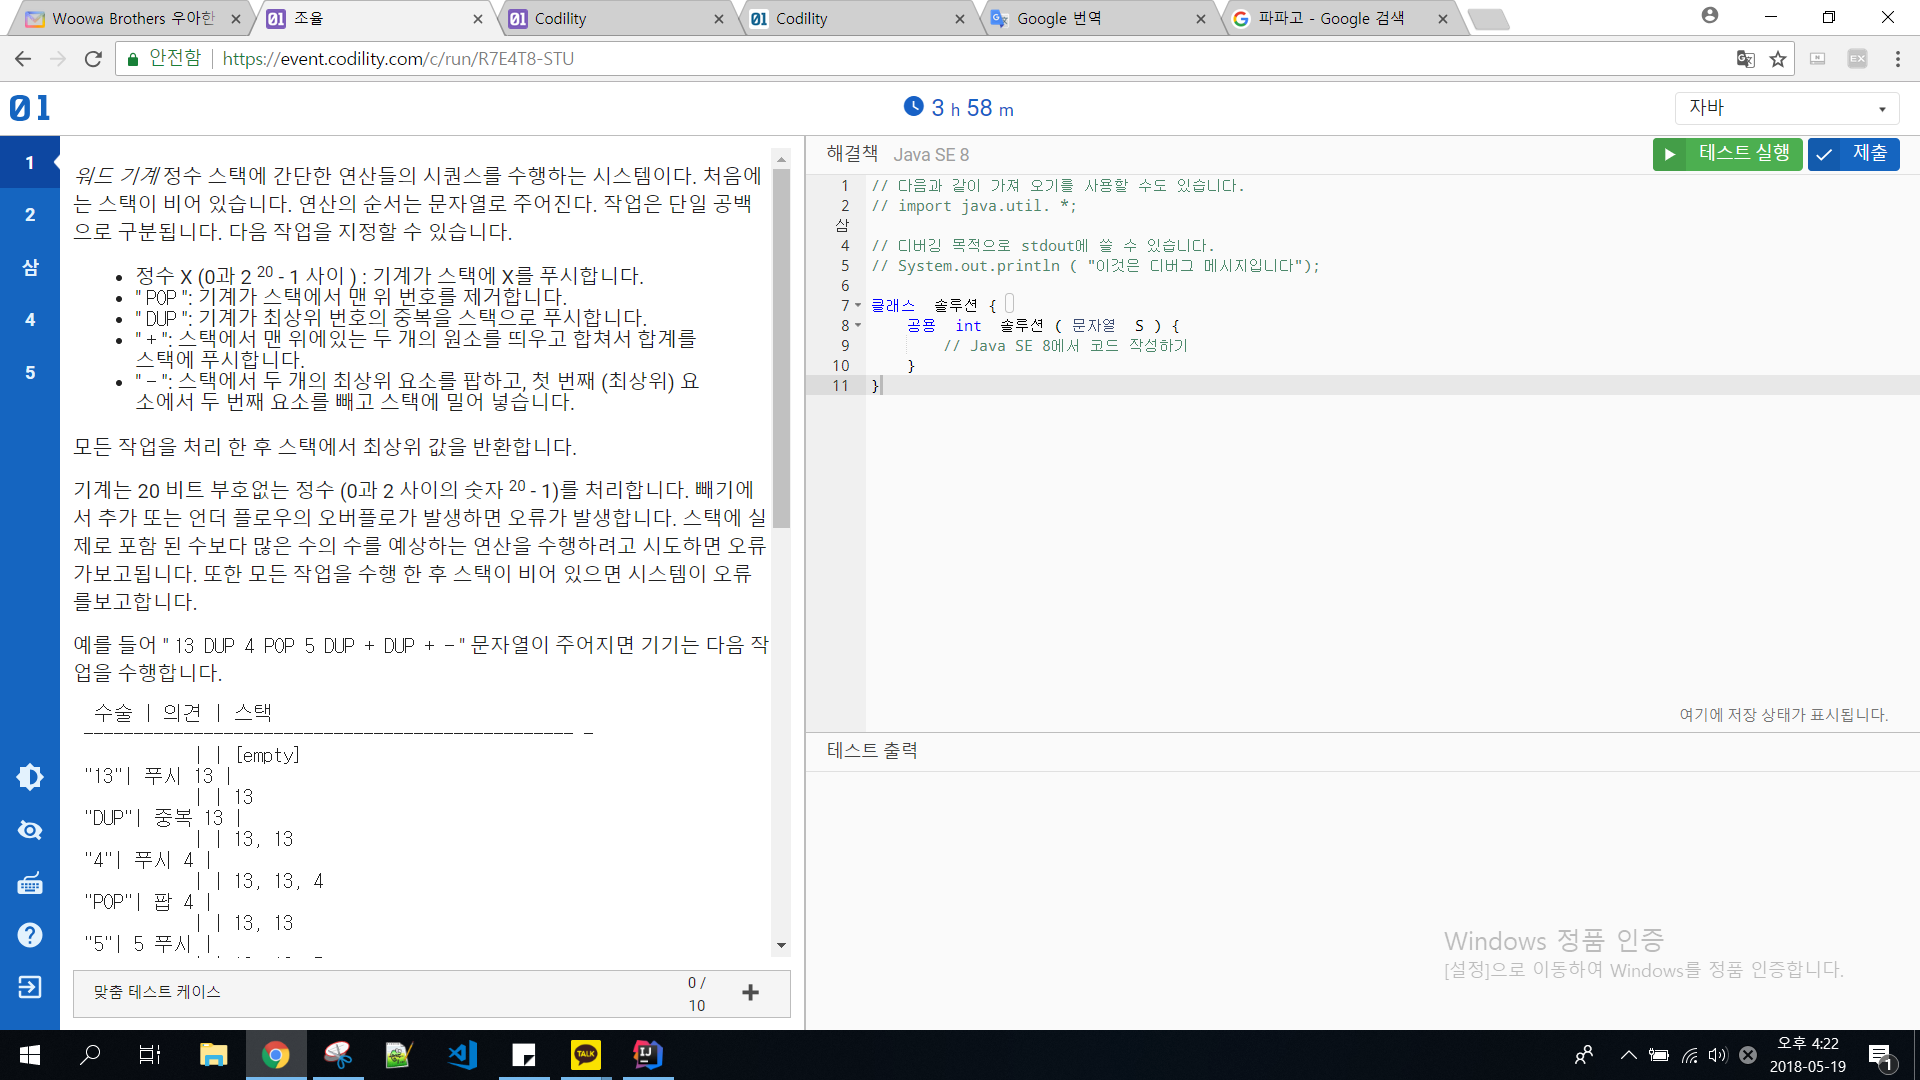 Woowa Brothers 우아한
조율
Codility
Codility
Google 번역
파파고 - Google 검색
안전함
https://event.codility.com/c/run/R7E4T8-STU
01
3 h 58 m
자바
1
2
삼
4
5
워드 기계 정수 스택에 간단한 연산들의 시퀀스를 수행하는 시스템이다. 처음에
는 스택이 비어 있습니다. 연산의 순서는 문자열로 주어진다. 작업은 단일 공백
으로 구분됩니다. 다음 작업을 지정할 수 있습니다.
• 정수 X (0과 2 20 - 1 사이 ) : 기계가 스택에 X를 푸시합니다.
• " POP ": 기계가 스택에서 맨 위 번호를 제거합니다.
• " DUP ": 기계가 최상위 번호의 중복을 스택으로 푸시합니다.
• " + ": 스택에서 맨 위에있는 두 개의 원소를 띄우고 합쳐서 합계를
스택에 푸시합니다.
• " - ": 스택에서 두 개의 최상위 요소를 팝하고, 첫 번째 (최상위) 요
소에서 두 번째 요소를 빼고 스택에 밀어 넣습니다.
모든 작업을 처리 한 후 스택에서 최상위 값을 반환합니다.
기계는 20 비트 부호없는 정수 (0과 2 사이의 숫자 20 - 1)를 처리합니다. 빼기에
서 추가 또는 언더 플로우의 오버플로가 발생하면 오류가 발생합니다. 스택에 실
제로 포함 된 수보다 많은 수의 수를 예상하는 연산을 수행하려고 시도하면 오류
가보고됩니다. 또한 모든 작업을 수행 한 후 스택이 비어 있으면 시스템이 오류
를보고합니다.
예를 들어 " 13 DUP 4 POP 5 DUP + DUP + - " 문자열이 주어지면 기기는 다음 작
업을 수행합니다.
수술 | 의견 | 스택
------------------------------------------------- -
| | [empty]
"13"| 푸시 13 |
| | 13
"DUP"| 중복 13 |
| | 13, 13
"4"| 푸시 4 |
| | 13, 13, 4
"POP"| 팝 4 |
| | 13, 13
"5"| 5 푸시 |
맞춤 테스트 케이스
0 /
10
해결책 Java SE 8
테스트 실행
제출
1 // 다음과 같이 가져 오기를 사용할 수도 있습니다.
2 // import java.util. *;
삼
4 // 디버깅 목적으로 stdout에 쓸 수 있습니다.
5 // System.out.println ( "이것은 디버그 메시지입니다");
6
7 클래스 솔루션 {
8 공용 int 솔루션 ( 문자열 S ) {
9 // Java SE 8에서 코드 작성하기
10 }
11 }
여기에 저장 상태가 표시됩니다.
테스트 출력
Windows 정품 인증
[설정]으로 이동하여 Windows를 정품 인증합니다.
오후 4:22
2018-05-19
1